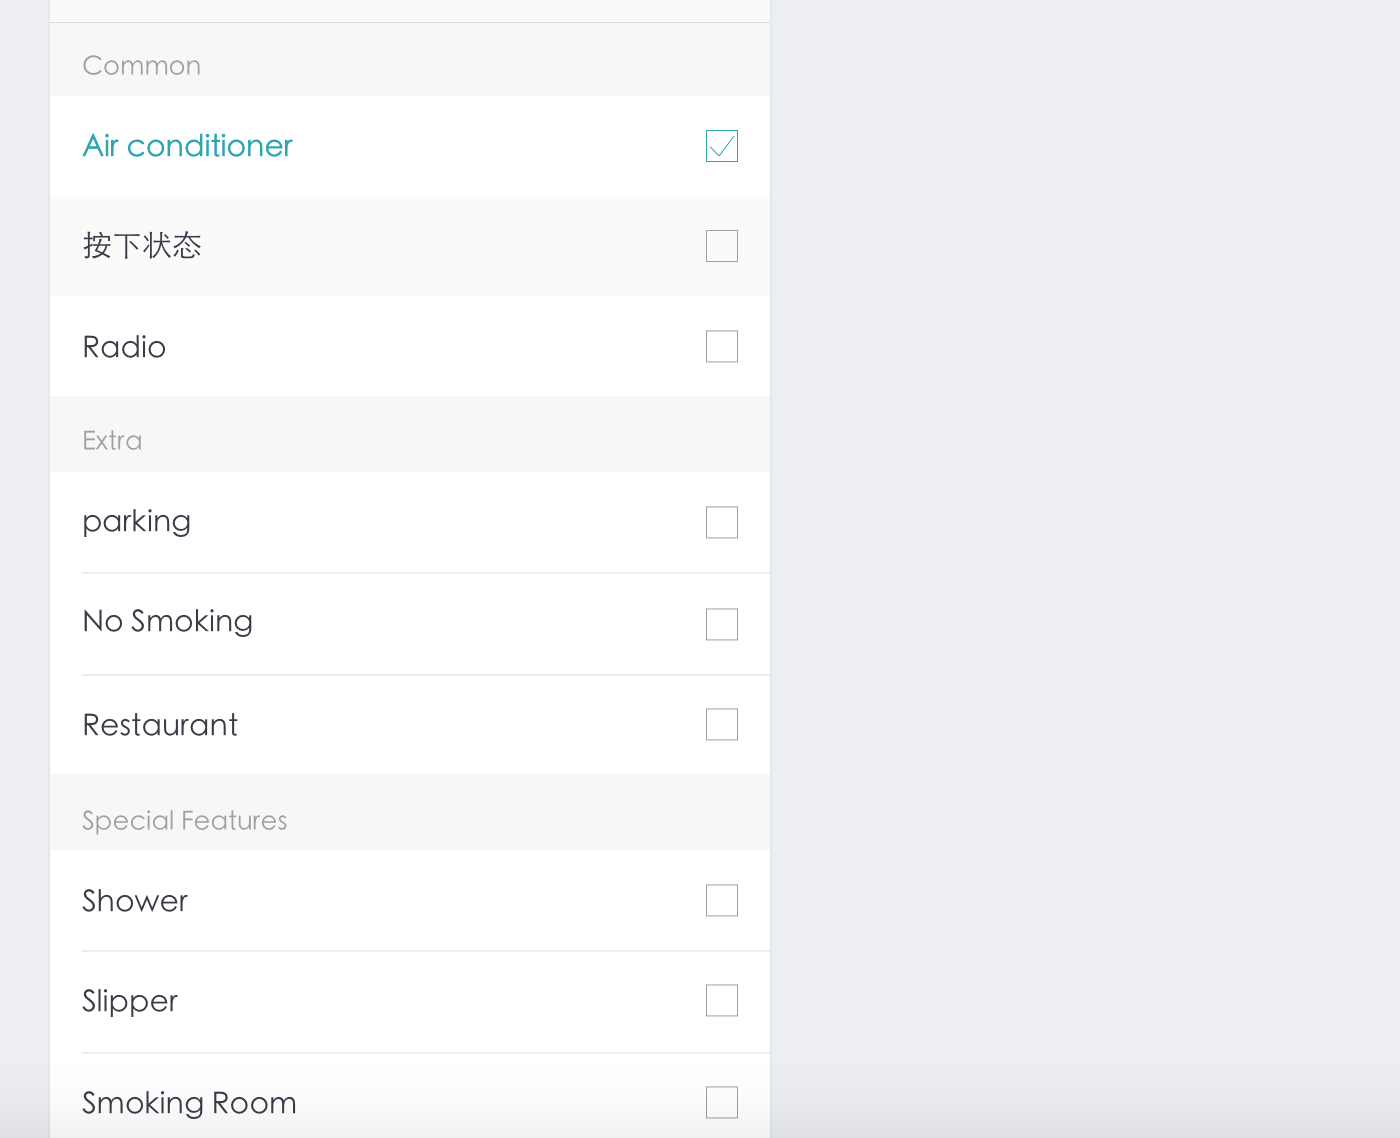 Common
Air conditioner
按下状态
Radio
Extra
parking
No Smoking
Restaurant
Special Features
Shower
Slipper
Smoking Room